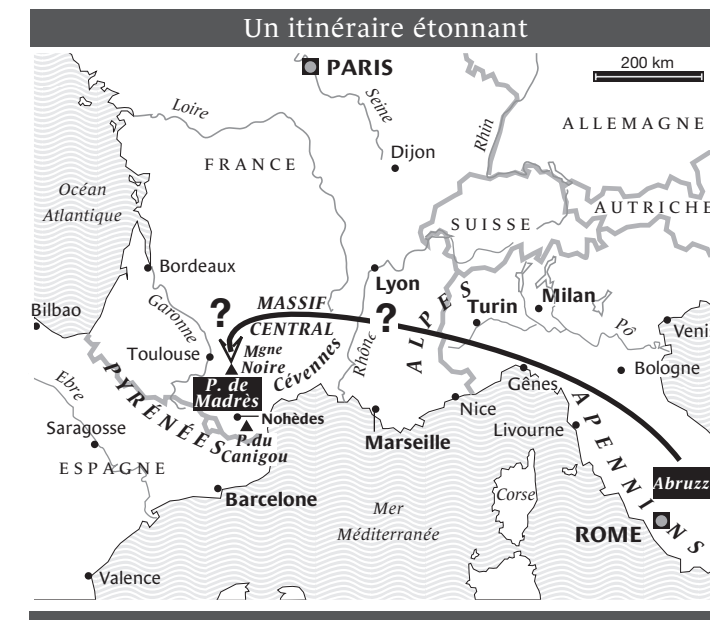 Un itinéraire étonnant
PARIS
200 km
Loire
Seine
Rhin
ALLEMAGNE
Dijon
FRANCE
Océan
Atlantique
SUISSE
AUTRICHE
Bordeaux
Lyon
Garonne
?
MASSIF
CENTRAL
?
ALPES
Turin
Milan
Pô
Bilbao
Veni
Toulouse
Mgne
Noire
Cévennes
Rhône
Bologne
P. de
Madrès
Gênes
Ebre
PYRÉNÉES
Nohèdes
Nice
APENNINS
Saragosse
P.du
Canigou
Marseille
Livourne
ESPAGNE
Barcelone
Corse
Abruzz
Mer
Méditerranée
ROME
Valence